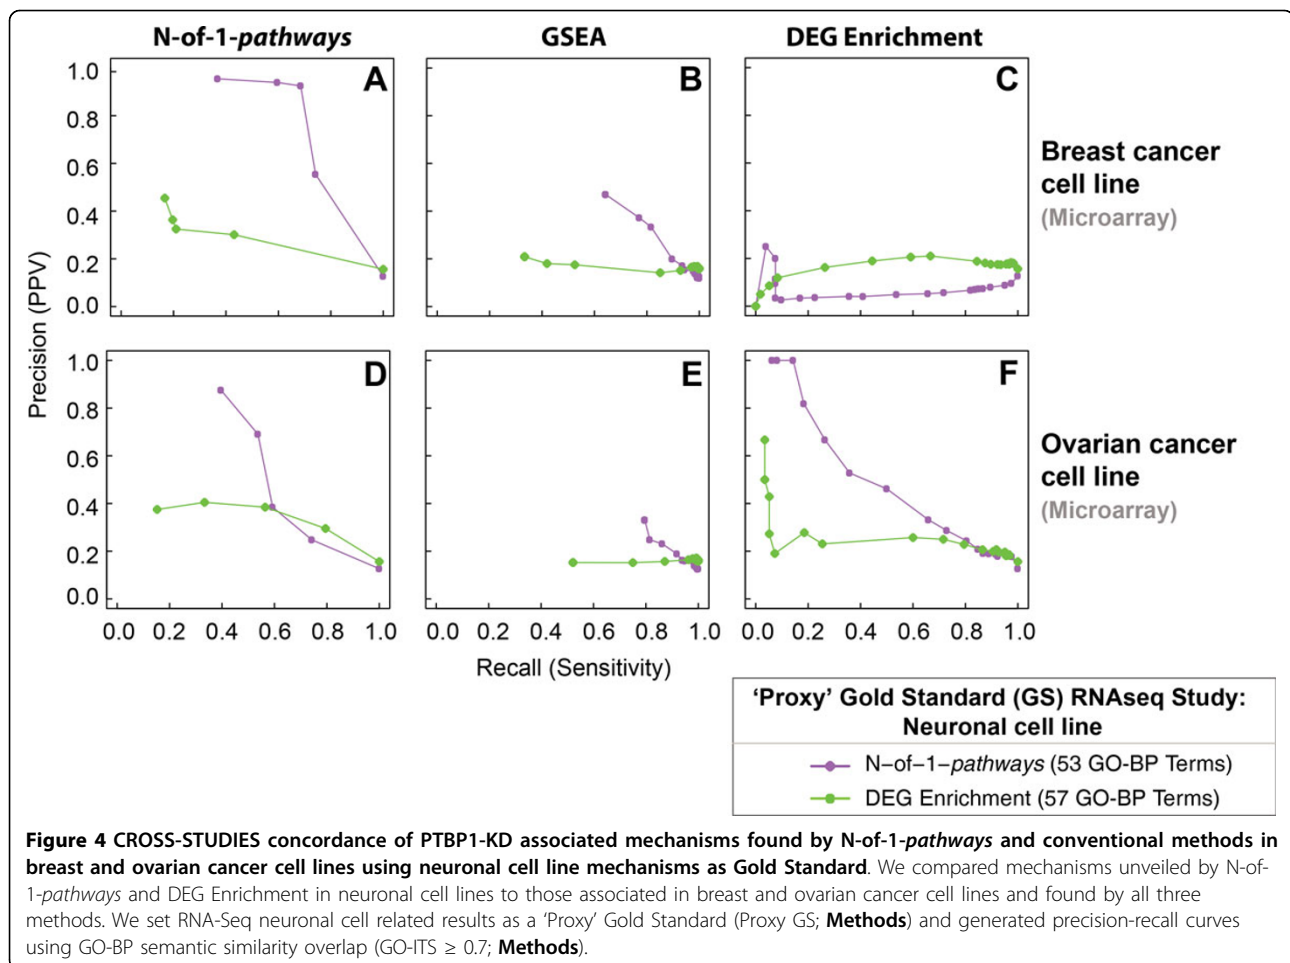 N-of-1-pathways
GSEA
DEG Enrichment
A
B
C
1.0
0.8
0.6
0.4
0.2
0.0
Breast cancer
cell line
(Microarray)
Precision (PPV)
D
E
F
1.0
0.8
0.6
0.4
0.2
0.0
Ovarian cancer
cell line
(Microarray)
0.0 0.2 0.4 0.6 0.8 1.0
0.0 0.2 0.4 0.6 0.8 1.0
0.0 0.2 0.4 0.6 0.8 1.0
Recall (Sensitivity)
‘Proxy’ Gold Standard (GS) RNAseq Study:
Neuronal cell line
N−of−1−pathways (53 GO-BP Terms)
DEG Enrichment (57 GO-BP Terms)
Figure 4 CROSS-STUDIES concordance of PTBP1-KD associated mechanisms found by N-of-1-pathways and conventional methods in
breast and ovarian cancer cell lines using neuronal cell line mechanisms as Gold Standard. We compared mechanisms unveiled by N-of-
1-pathways and DEG Enrichment in neuronal cell lines to those associated in breast and ovarian cancer cell lines and found by all three
methods. We set RNA-Seq neuronal cell related results as a ‘Proxy’ Gold Standard (Proxy GS; Methods) and generated precision-recall curves
using GO-BP semantic similarity overlap (GO-ITS ≥ 0.7; Methods).